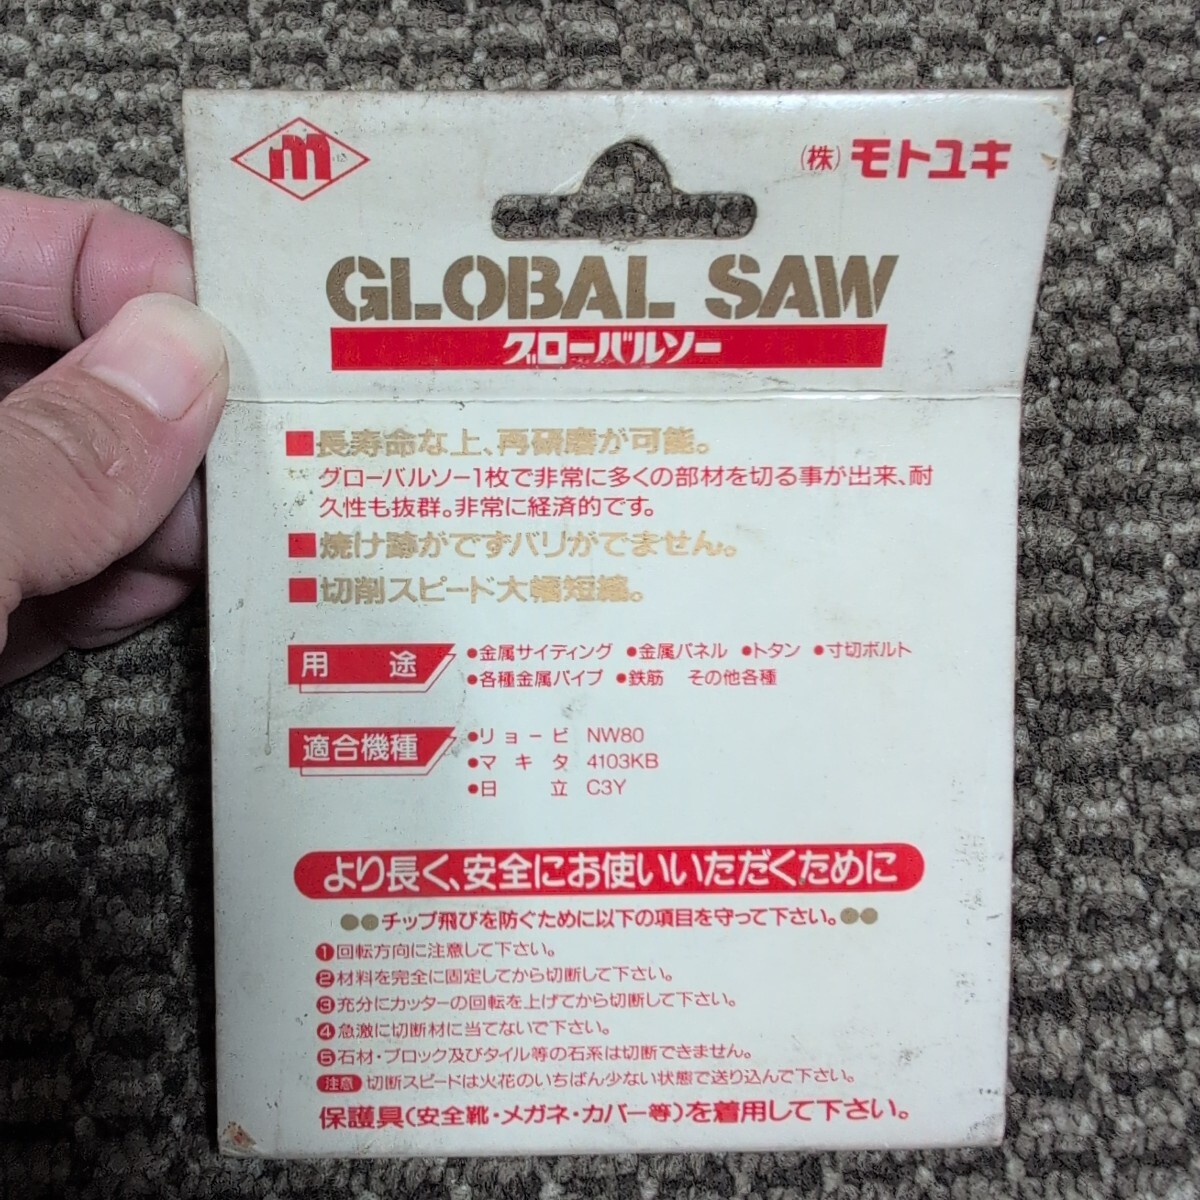 m
(株)モトユキ
GLOBAL SAW
グローバルソー
■長寿命な上、再研磨が可能。
グローバルソー1枚で非常に多くの部材を切る事が出来、耐
久性も抜群。非常に経済的です。
■焼け跡がでずバリがでません。
■切削スピード大幅短縮。
用途
●金属サイディング ●金属パネル ●トタン ●寸切ボルト
●各種金属パイプ ●鉄筋 その他各種
適合機種
●リョービ NW80
●マキタ 4103KB
●日立 C3Y
より長く、安全にお使いいただくために
●●チップ飛びを防ぐために以下の項目を守って下さい。●●
❶回転方向に注意して下さい。
❷材料を完全に固定してから切断して下さい。
❸充分にカッターの回転を上げてから切断して下さい。
❹急激に切断材に当てないで下さい。
❺石材・ブロック及びタイル等の石系は切断できません。
注意 切断スピードは火花のいちばん少ない状態で送り込んで下さい。
保護具(安全靴・メガネ・カバー等)を着用して下さい。